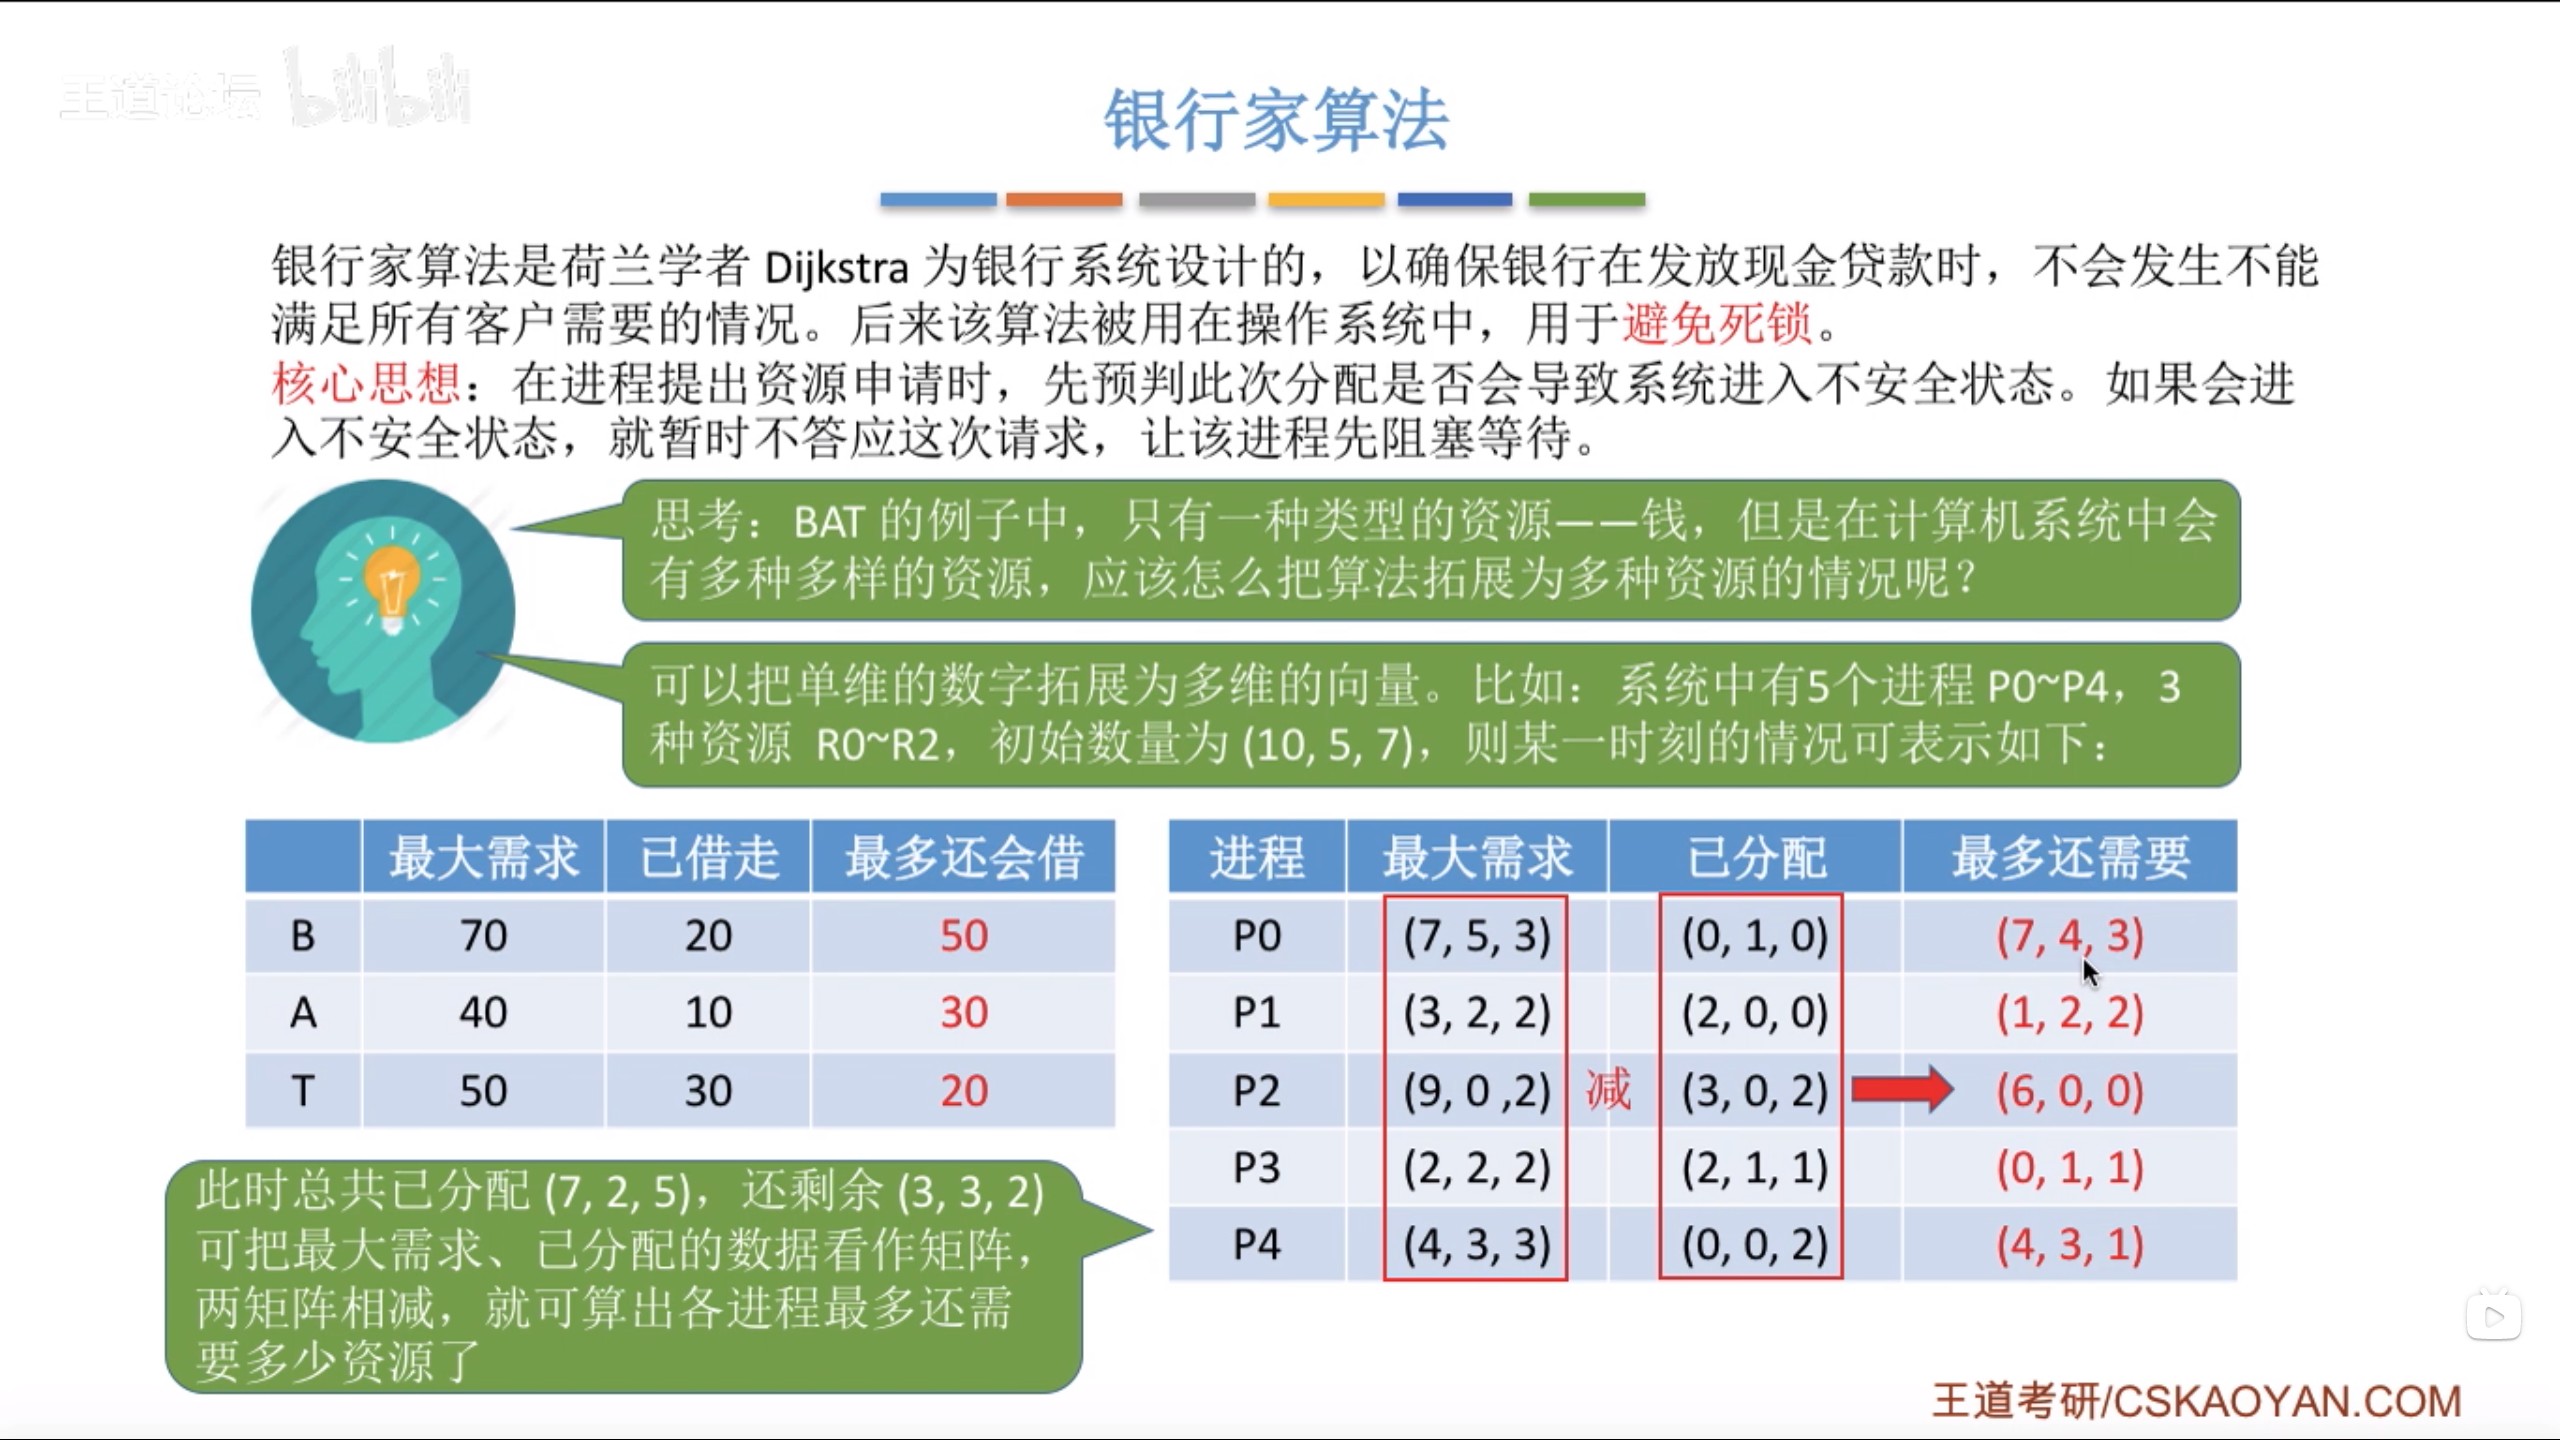 王道论坛 bilibili
银行家算法
银行家算法是荷兰学者 Dijkstra 为银行系统设计的，以确保银行在发放现金贷款时，不会发生不能
满足所有客户需要的情况。后来该算法被用在操作系统中，用于避免死锁。
核心思想：在进程提出资源申请时，先预判此次分配是否会导致系统进入不安全状态。如果会进
入不安全状态，就暂时不答应这次请求，让该进程先阻塞等待。
思考：BAT 的例子中，只有一种类型的资源——钱，但是在计算机系统中会
有多种多样的资源，应该怎么把算法拓展为多种资源的情况呢？
可以把单维的数字拓展为多维的向量。比如：系统中有5个进程 P0~P4，3
种资源 R0~R2，初始数量为 (10, 5, 7)，则某一时刻的情况可表示如下：
最大需求 已借走 最多还会借
B 70 20 50
A 40 10 30
T 50 30 20
进程 最大需求 已分配 最多还需要
P0 (7, 5, 3) (0, 1, 0) (7, 4, 3)
P1 (3, 2, 2) (2, 0, 0) (1, 2, 2)
P2 (9, 0 ,2) 减 (3, 0, 2) (6, 0, 0)
P3 (2, 2, 2) (2, 1, 1) (0, 1, 1)
P4 (4, 3, 3) (0, 0, 2) (4, 3, 1)
此时总共已分配 (7, 2, 5)，还剩余 (3, 3, 2)
可把最大需求、已分配的数据看作矩阵，
两矩阵相减，就可算出各进程最多还需
要多少资源了
王道考研/CSKAOYAN.COM